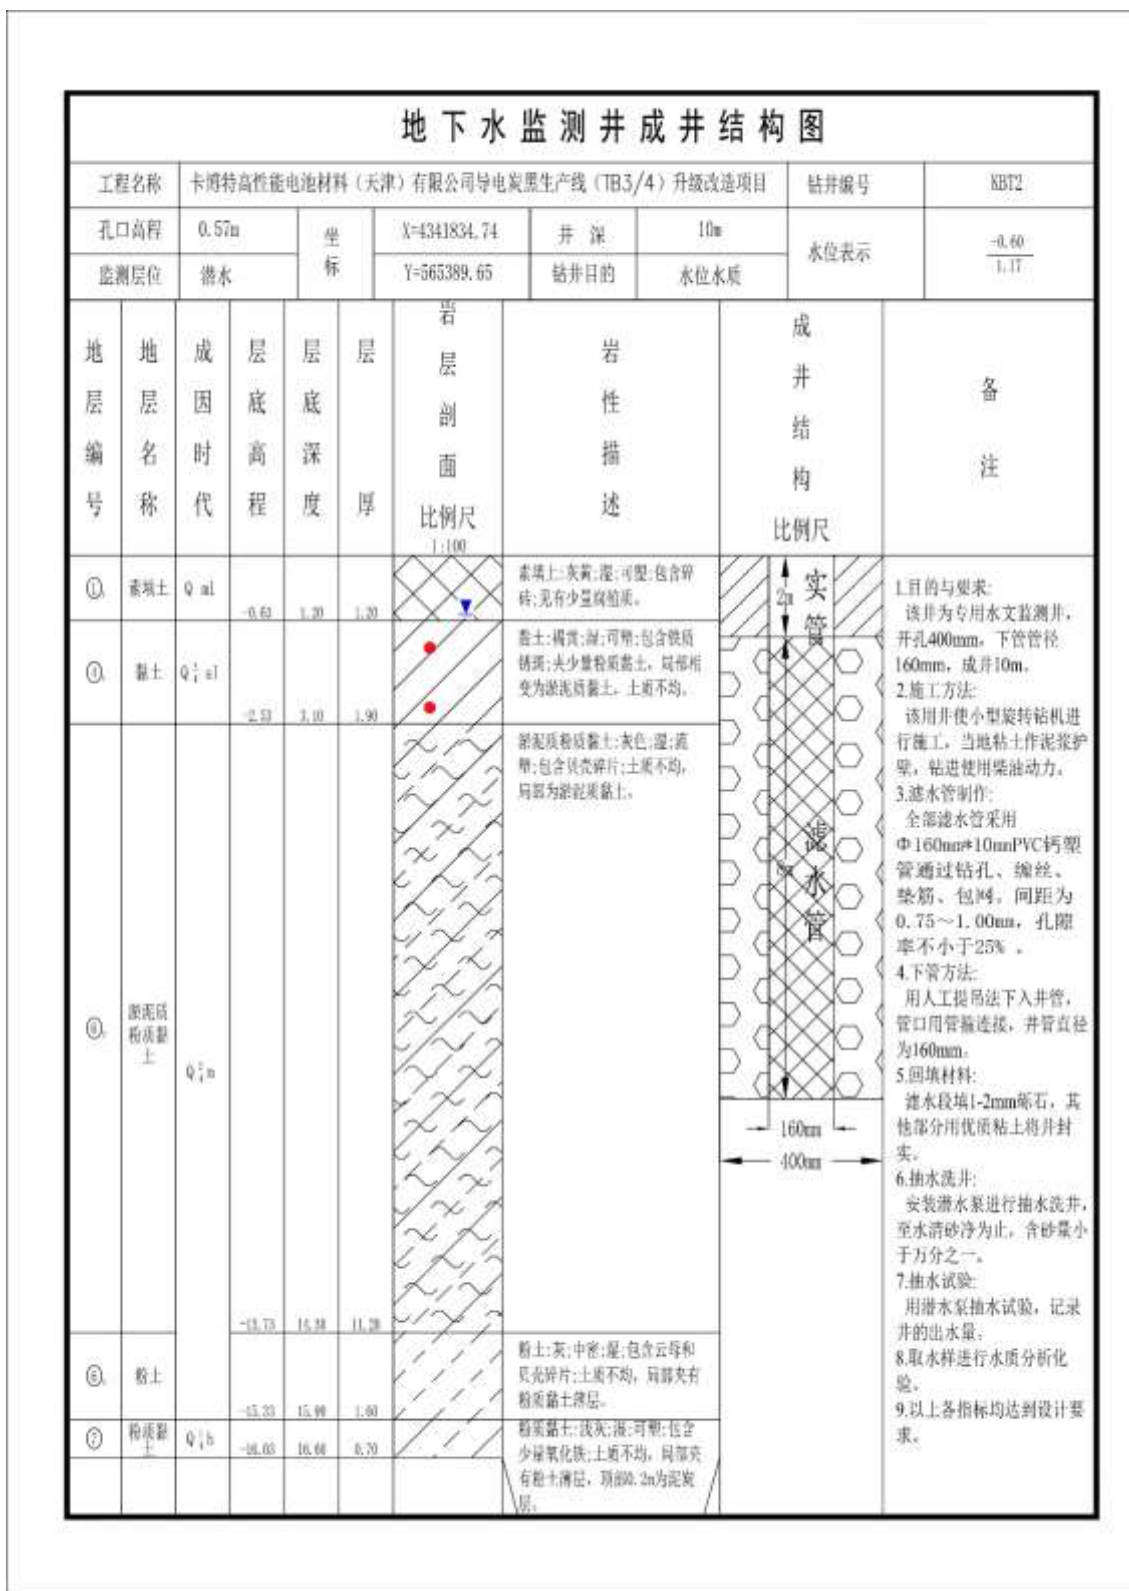 地下水监测井成井结构图
工程名称 卡博特高性能电池材料（天津）有限公司导电炭黑生产线（TB3/4）升级改造项目 钻井编号 KBT2
孔口高程 0.57m 坐标 X=4341834.74 井深 10m 水位表示 -0.60
1.17
监测层位 潜水 Y=565389.65 钻井目的 水位水质
地层编号 地层名称 成因时代 层底高程 层底深度 层厚 岩层剖面 岩性描述 成井结构 备注
比例尺 比例尺
1:100
素填土 Q ml -0.63 1.20 1.20
素填土:灰黄;湿;可塑;包含碎
砖;见有少量腐殖质。
黏土 -2.53 3.10 1.90
黏土:褐黄;湿;可塑;包含铁质
锈斑;夹少量粉质黏土，局部相
变为淤泥质黏土，土质不均。
淤泥质
粉质黏
土
-13.73 14.30 11.20
淤泥质粉质黏土:灰色;湿;流
塑;包含贝壳碎片;土质不均，
局部为淤泥质黏土。
粉土 -15.33 15.90 1.60
粉土:灰;中密;湿;包含云母和
贝壳碎片;土质不均，局部夹有
粉质黏土薄层。
⑦ 粉质黏
土
-16.03 16.60 0.70
粉质黏土:浅灰;湿;可塑;包含
少量氧化铁;土质不均，局部夹
有粉土薄层，顶部0.2m为泥炭
层。
2m
实管
滤水管
160mm
400mm
1.目的与要求:
该井为专用水文监测井，
开孔400mm，下管管径
160mm，成井10m。
2.施工方法:
该用井使小型旋转钻机进
行施工，当地粘土作泥浆护
壁，钻进使用柴油动力。
3.滤水管制作:
全部滤水管采用
Φ160mm*10mmPVC钙塑
管通过钻孔、缠丝、
垫筋、包网。间距为
0.75～1.00mm，孔隙
率不小于25% 。
4.下管方法:
用人工提吊法下入井管，
管口用管箍连接，井管直径
为160mm。
5.回填材料:
滤水段填1-2mm砾石，其
他部分用优质粘土将井封
实。
6.抽水洗井:
安装潜水泵进行抽水洗井，
至水清砂净为止，含砂量小
于万分之一。
7.抽水试验:
用潜水泵抽水试验，记录
井的出水量；
8.取水样进行水质分析化
验。
9.以上各指标均达到设计要
求。